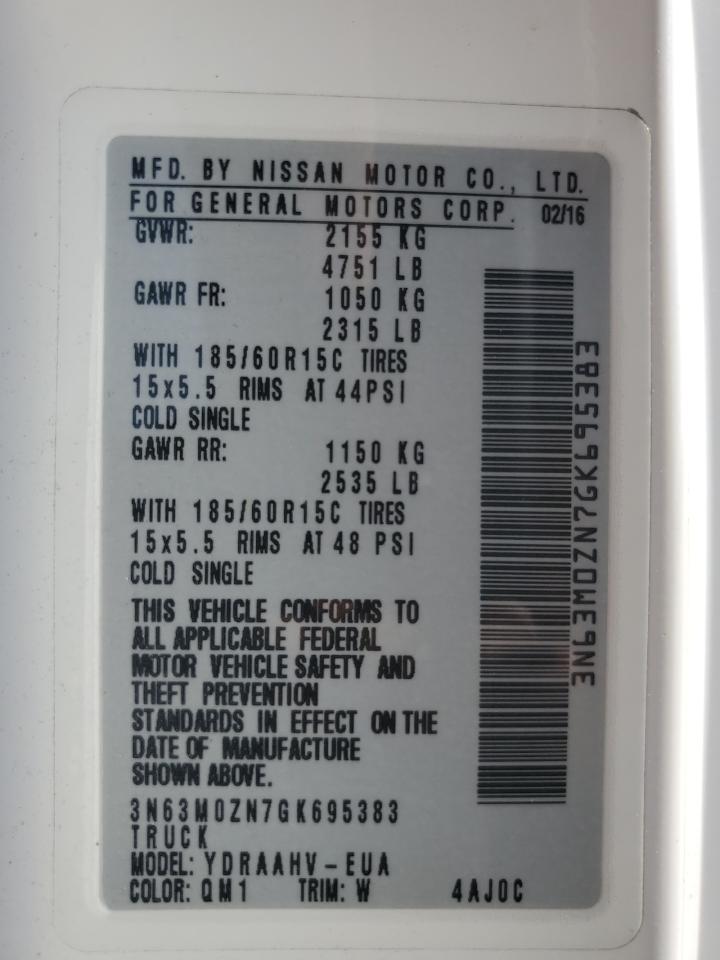 MFD. BY NISSAN MOTOR CO., LTD.
FOR GENERAL MOTORS CORP. 02/16
GVWR: 2155 KG
4751 LB
GAWR FR: 1050 KG
2315 LB
WITH 185/60R15C TIRES
15x5.5 RIMS AT 44PSI
COLD SINGLE
GAWR RR: 1150 KG
2535 LB
WITH 185/60R15C TIRES
15x5.5 RIMS AT 48 PSI
COLD SINGLE
THIS VEHICLE CONFORMS TO
ALL APPLICABLE FEDERAL
MOTOR VEHICLE SAFETY AND
THEFT PREVENTION
STANDARDS IN EFFECT ON THE
DATE OF MANUFACTURE
SHOWN ABOVE.
3N63M0ZN7GK695383
TRUCK
MODEL: YDRAAHV-EUA
COLOR: QM1 TRIM: W 4AJ0C
3N63M0ZN7GK695383